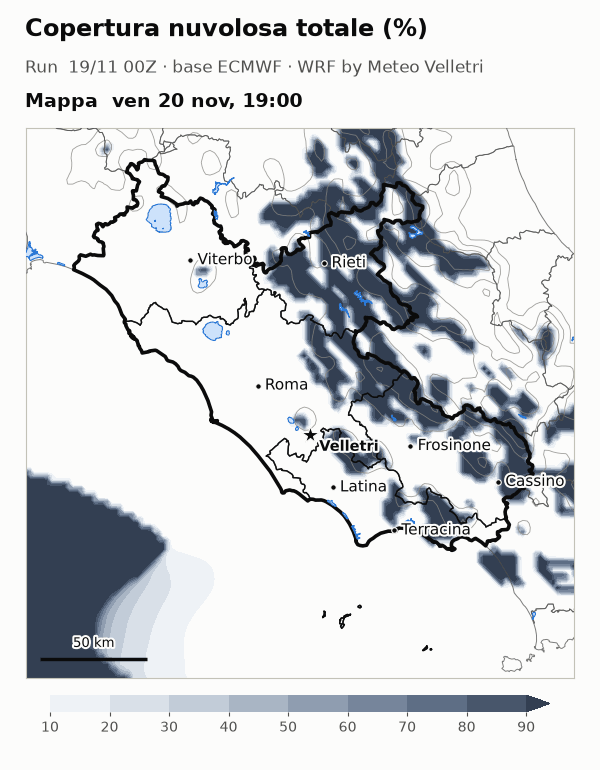 Copertura nuvolosa totale (%)
Run  19/11 00Z · base ECMWF · WRF by Meteo Velletri
Mappa  ven 20 nov, 19:00
Viterbo
Rieti
Roma
Velletri
Frosinone
Cassino
Latina
Terracina
50 km
10 20 30 40 50 60 70 80 90